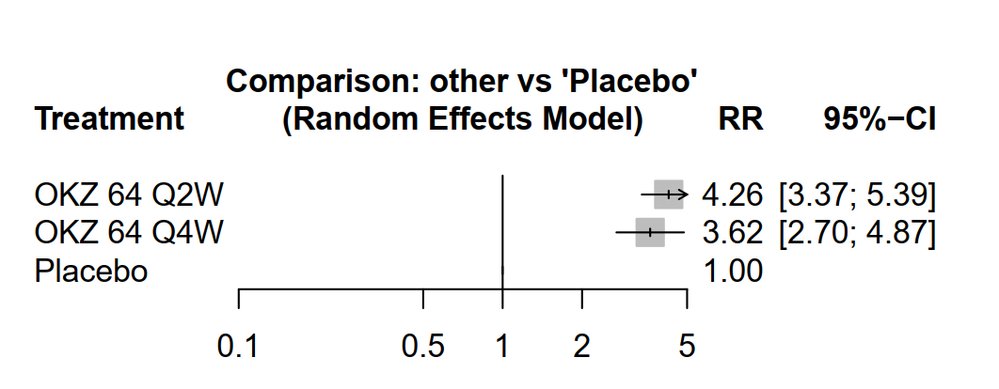 Comparison: other vs 'Placebo'
Treatment (Random Effects Model) RR 95%−CI
OKZ 64 Q2W 4.26 [3.37; 5.39]
OKZ 64 Q4W 3.62 [2.70; 4.87]
Placebo 1.00
0.1 0.5 1 2 5